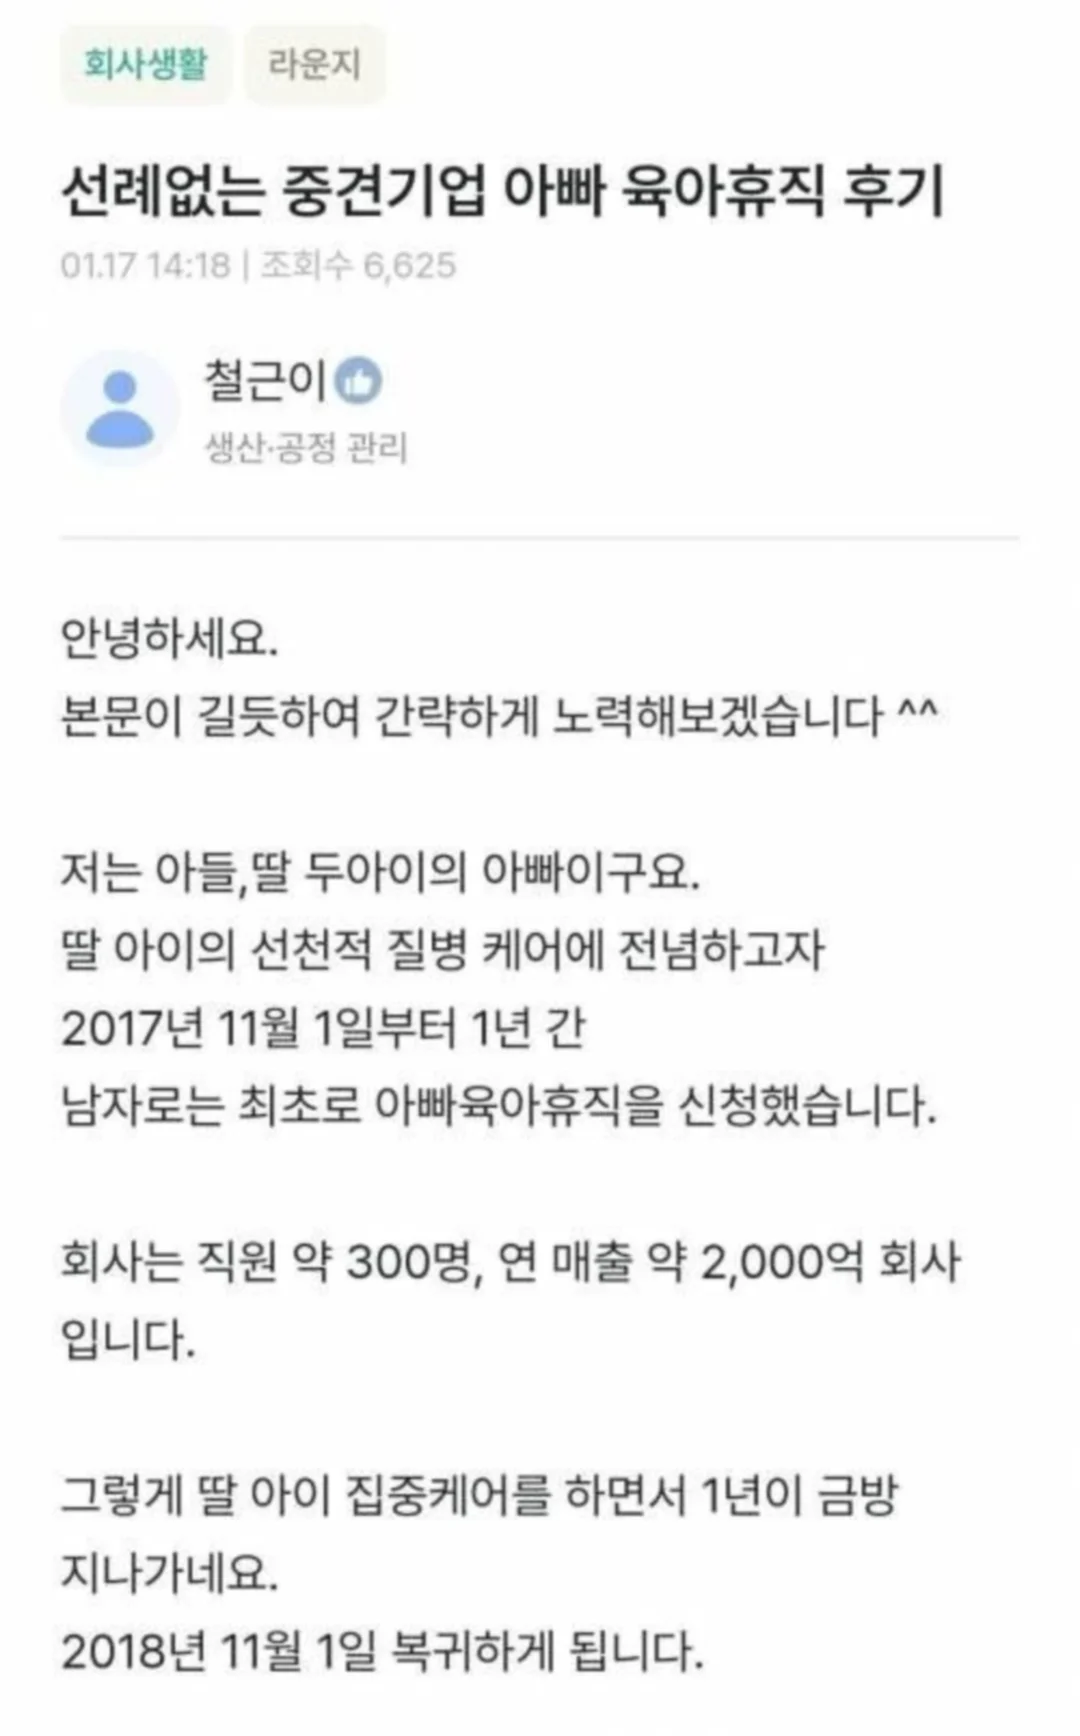 회사생활 라운지
선례없는 중견기업 아빠 육아휴직 후기
01.17 14:18 | 조회수 6,625
철근이
생산·공정 관리
안녕하세요.
본문이 길듯하여 간략하게 노력해보겠습니다 ^^
저는 아들,딸 두아이의 아빠이구요.
딸 아이의 선천적 질병 케어에 전념하고자
2017년 11월 1일부터 1년 간
남자로는 최초로 아빠육아휴직을 신청했습니다.
회사는 직원 약 300명, 연 매출 약 2,000억 회사
입니다.
그렇게 딸 아이 집중케어를 하면서 1년이 금방
지나가네요.
2018년 11월 1일 복귀하게 됩니다.